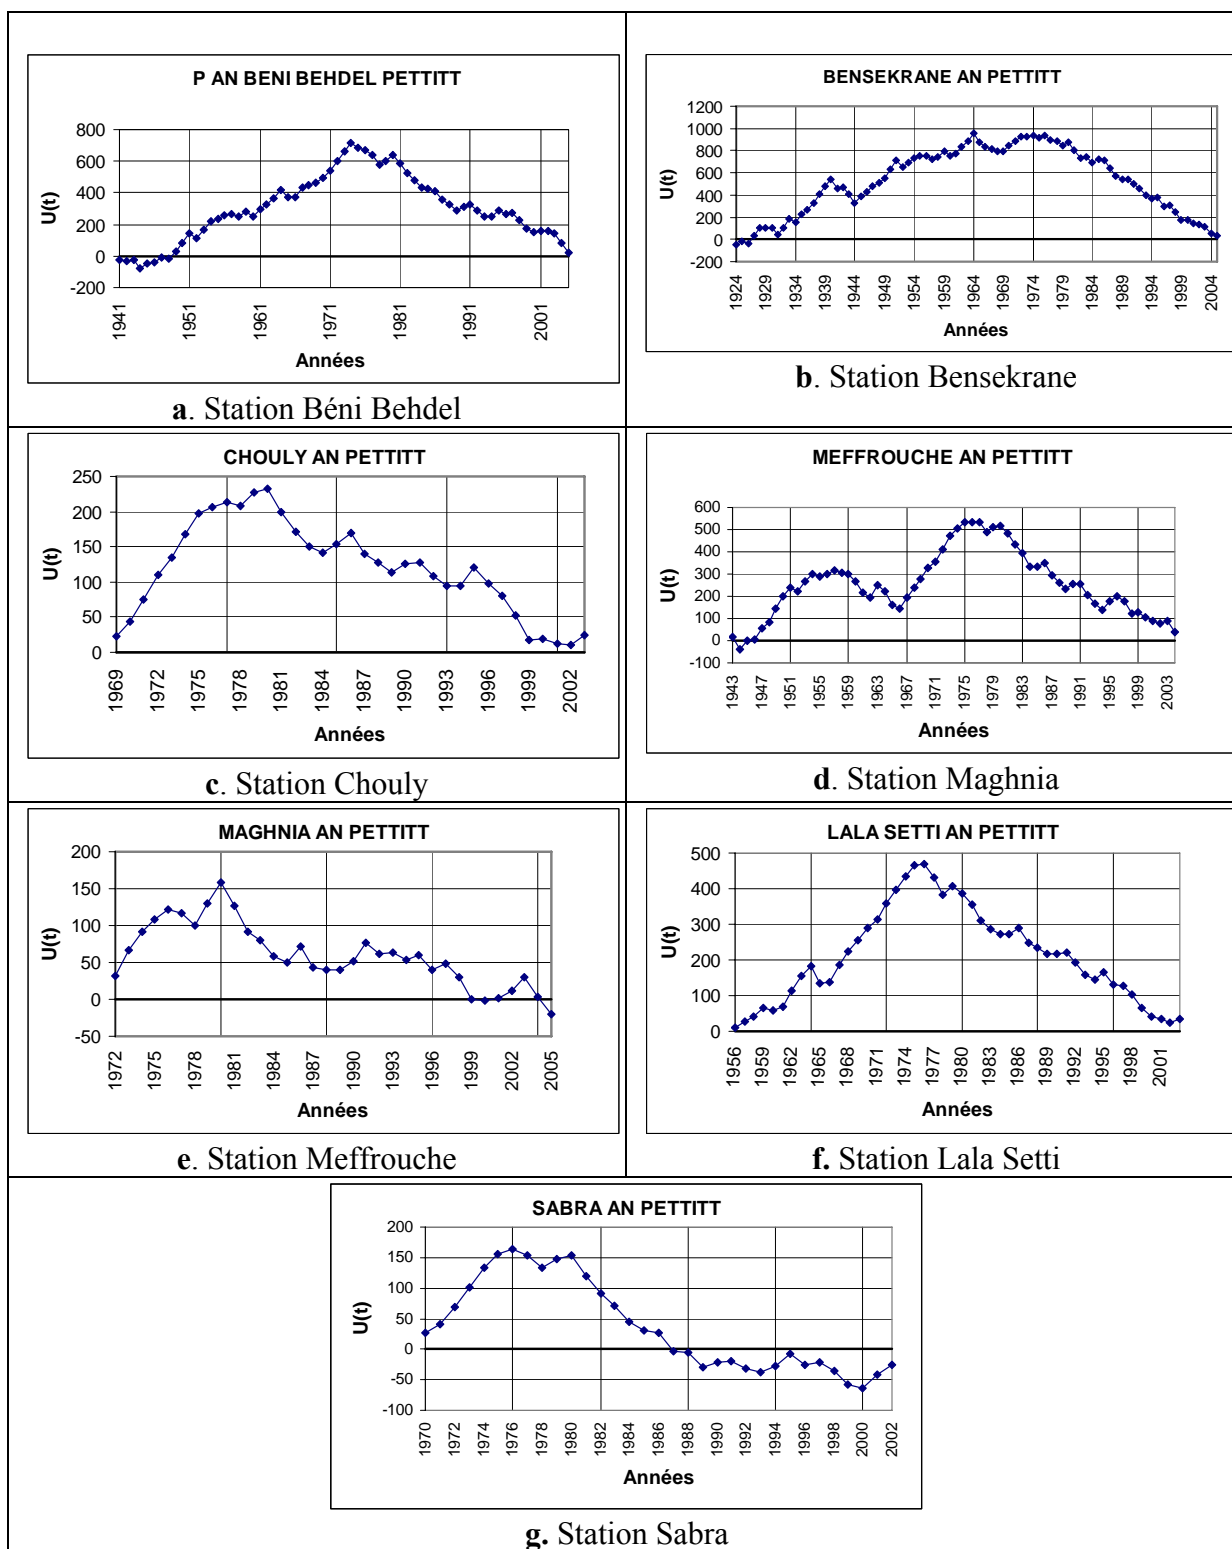 P AN BENI BEHDEL PETTITT
800
600
400
200
0
-200
U(t)
1941 1951 1961 1971 1981 1991 2001
Années
a. Station Béni Behdel
BENSEKRANE AN PETTITT
1200
1000
800
600
400
200
0
-200
U(t)
1924 1929 1934 1939 1944 1949 1954 1959 1964 1969 1974 1979 1984 1989 1994 1999 2004
Années
b. Station Bensekrane
CHOULY AN PETTITT
250
200
150
100
50
0
U(t)
1969 1972 1975 1978 1981 1984 1987 1990 1993 1996 1999 2002
Années
c. Station Chouly
MEFFROUCHE AN PETTITT
600
500
400
300
200
100
0
-100
U(t)
1943 1947 1951 1955 1959 1963 1967 1971 1975 1979 1983 1987 1991 1995 1999 2003
Années
d. Station Maghnia
MAGHNIA AN PETTITT
200
150
100
50
0
-50
U(t)
1972 1975 1978 1981 1984 1987 1990 1993 1996 1999 2002 2005
Années
e. Station Meffrouche
LALA SETTI AN PETTITT
500
400
300
200
100
0
U(t)
1956 1959 1962 1965 1968 1971 1974 1977 1980 1983 1986 1989 1992 1995 1998 2001
Années
f. Station Lala Setti
SABRA AN PETTITT
200
150
100
50
0
-50
-100
U(t)
1970 1972 1974 1976 1978 1980 1982 1984 1986 1988 1990 1992 1994 1996 1998 2000 2002
Années
g. Station Sabra